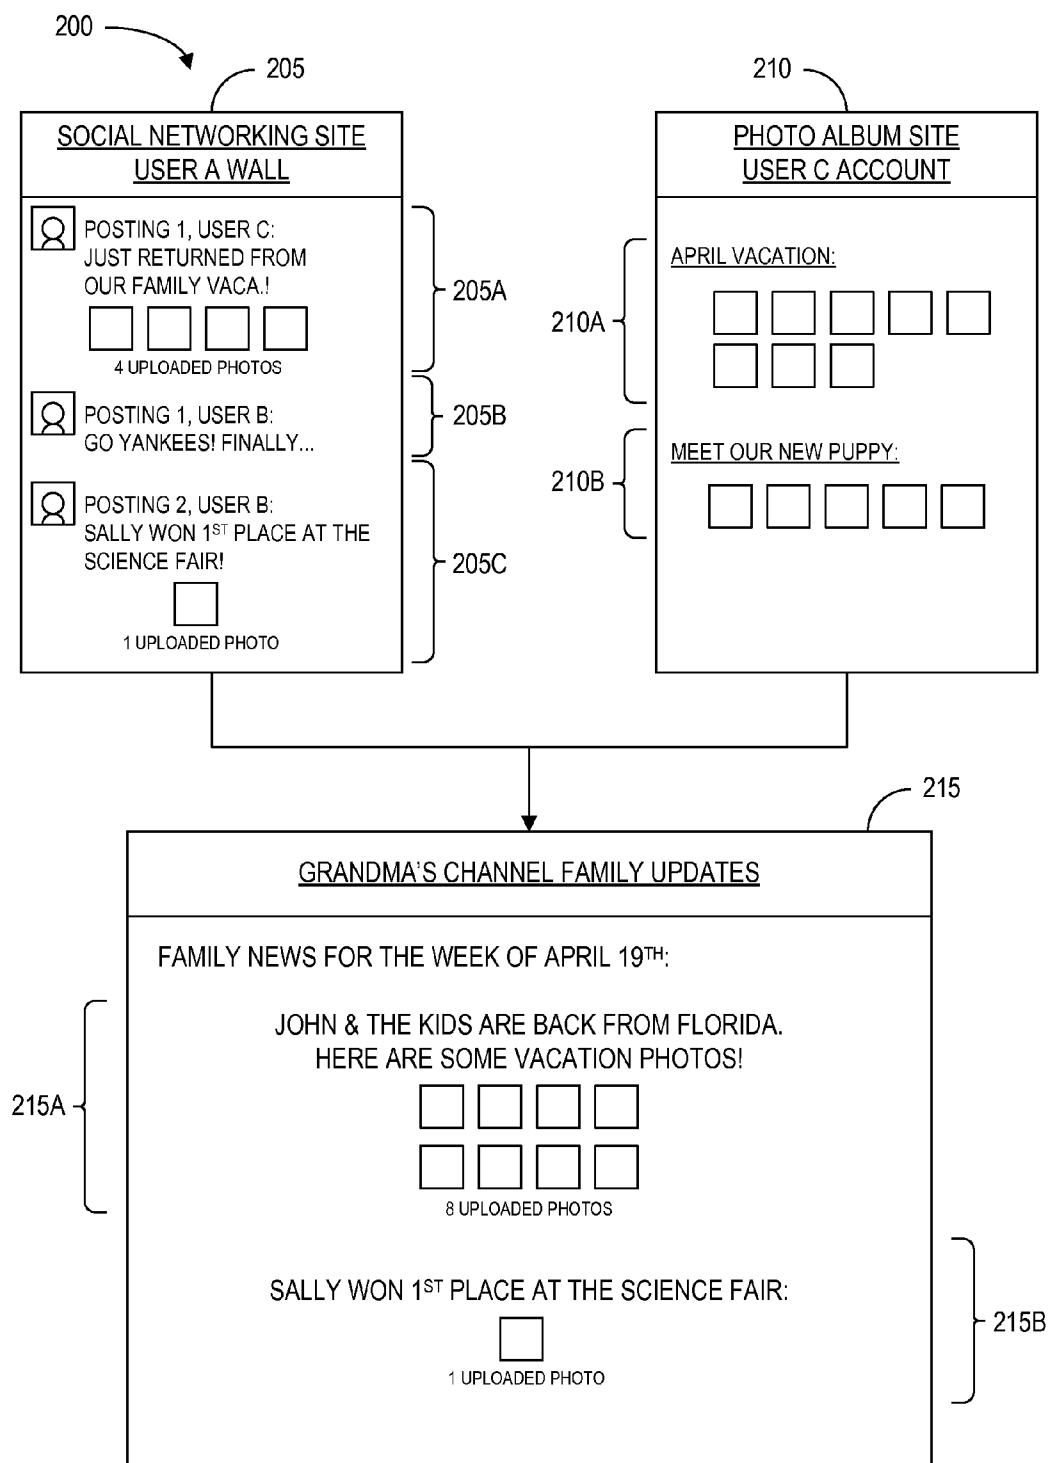 200
205
210
SOCIAL NETWORKING SITE
USER A WALL
POSTING 1, USER C:
JUST RETURNED FROM
OUR FAMILY VACA.!
4 UPLOADED PHOTOS
205A
POSTING 1, USER B:
GO YANKEES! FINALLY...
205B
POSTING 2, USER B:
SALLY WON 1ST PLACE AT THE
SCIENCE FAIR!
1 UPLOADED PHOTO
205C
PHOTO ALBUM SITE
USER C ACCOUNT
APRIL VACATION:
210A
MEET OUR NEW PUPPY:
210B
215
GRANDMA'S CHANNEL FAMILY UPDATES
FAMILY NEWS FOR THE WEEK OF APRIL 19TH:
JOHN & THE KIDS ARE BACK FROM FLORIDA.
HERE ARE SOME VACATION PHOTOS!
215A
8 UPLOADED PHOTOS
SALLY WON 1ST PLACE AT THE SCIENCE FAIR:
215B
1 UPLOADED PHOTO